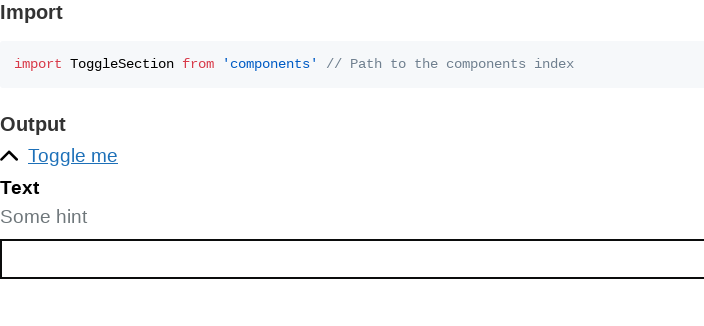 Import
import ToggleSection from 'components' // Path to the components index
Output
Toggle me
Text
Some hint